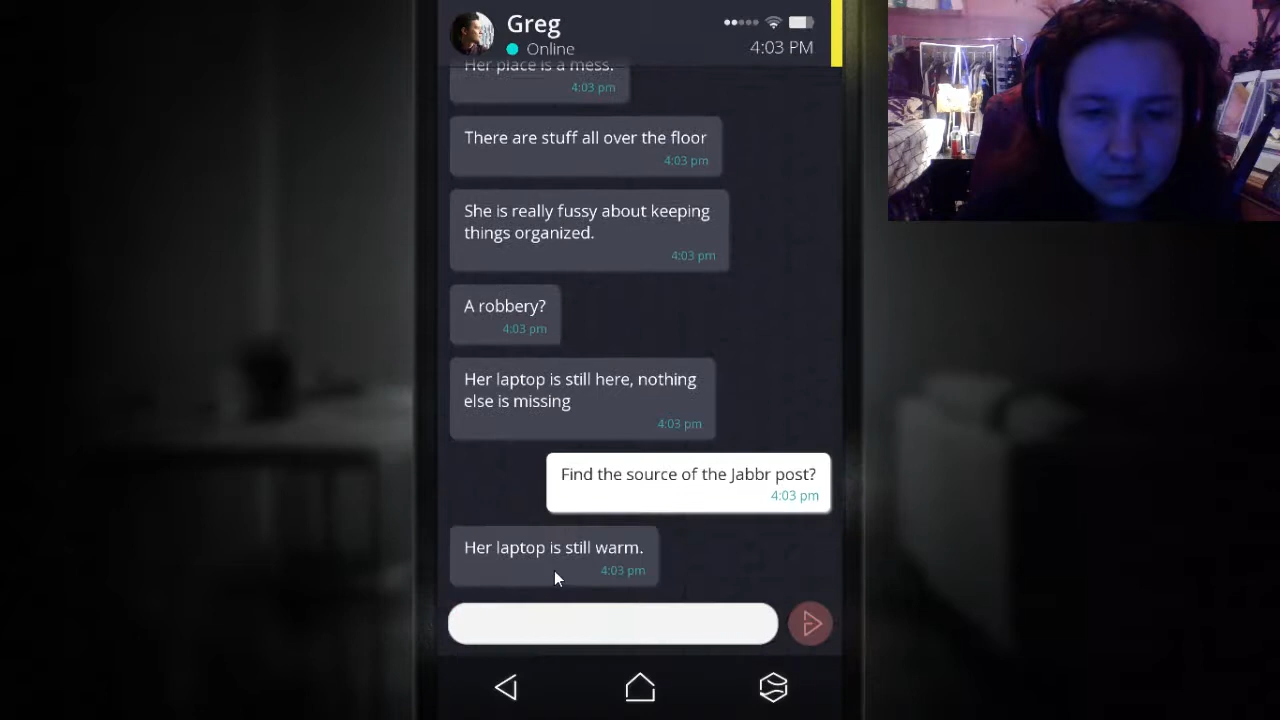 Greg
Online
4:03 PM
Her place is a mess.
4:03 pm
There are stuff all over the floor
4:03 pm
She is really fussy about keeping
things organized.
4:03 pm
A robbery?
4:03 pm
Her laptop is still here, nothing
else is missing
4:03 pm
Find the source of the Jabbr post?
4:03 pm
Her laptop is still warm.
4:03 pm